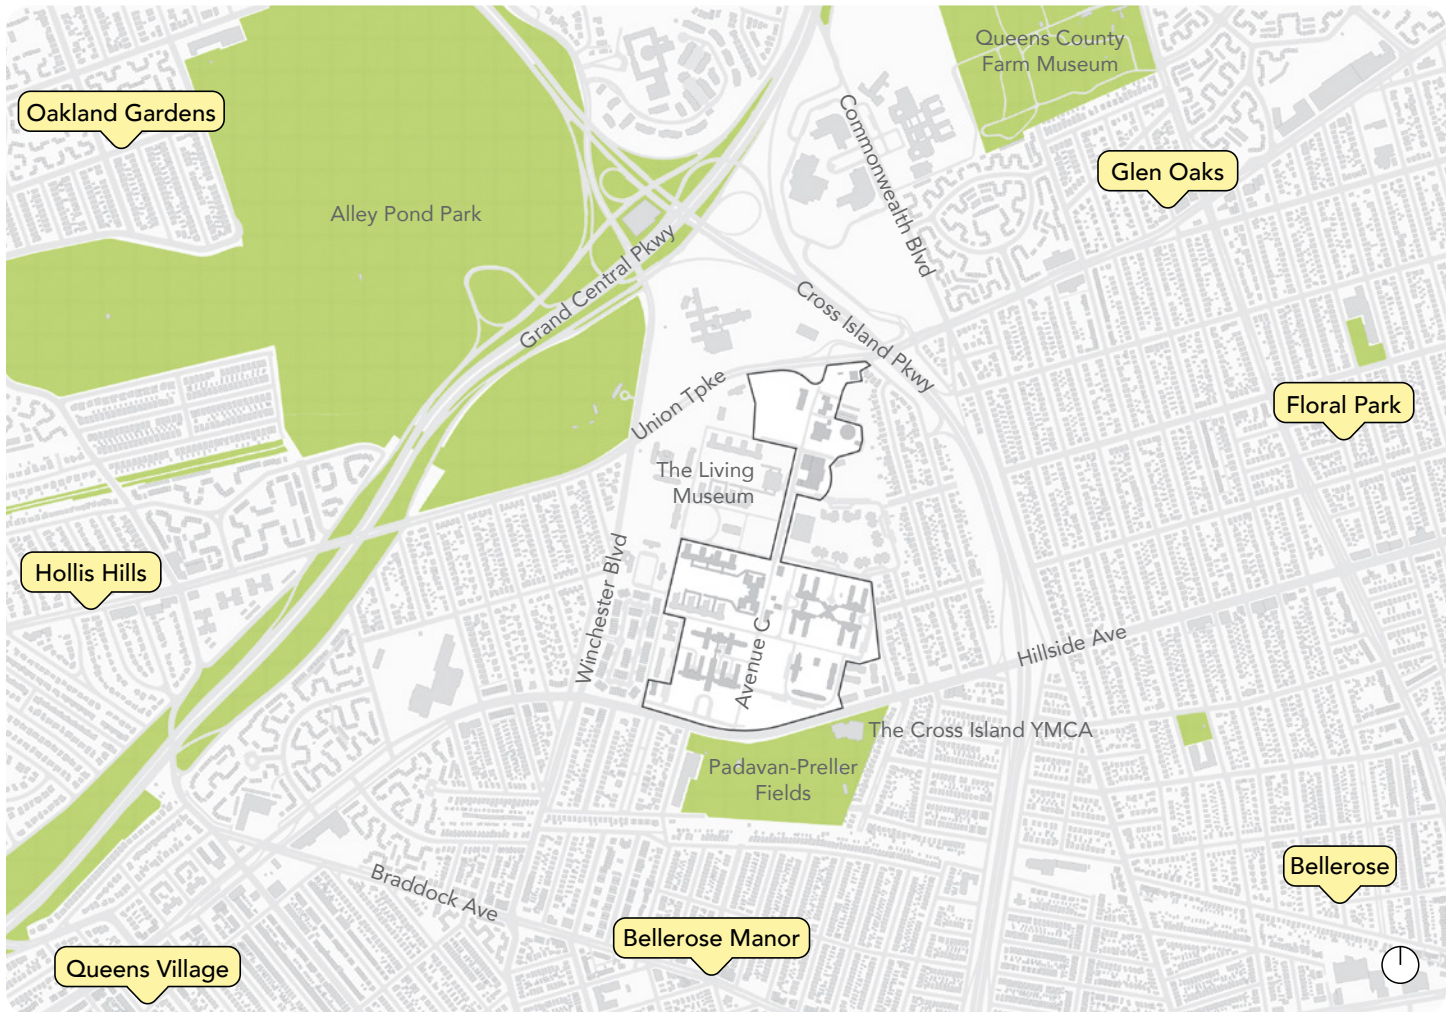 Queens County
Farm Museum
Oakland Gardens
Commonwealth Blvd
Glen Oaks
Alley Pond Park
Grand Central Pkwy
Cross Island Pkwy
Union Tpke
Floral Park
The Living
Museum
Hollis Hills
Winchester Blvd
Avenue C
Hillside Ave
The Cross Island YMCA
Padavan-Preller
Fields
Braddock Ave
Bellerose
Bellerose Manor
Queens Village